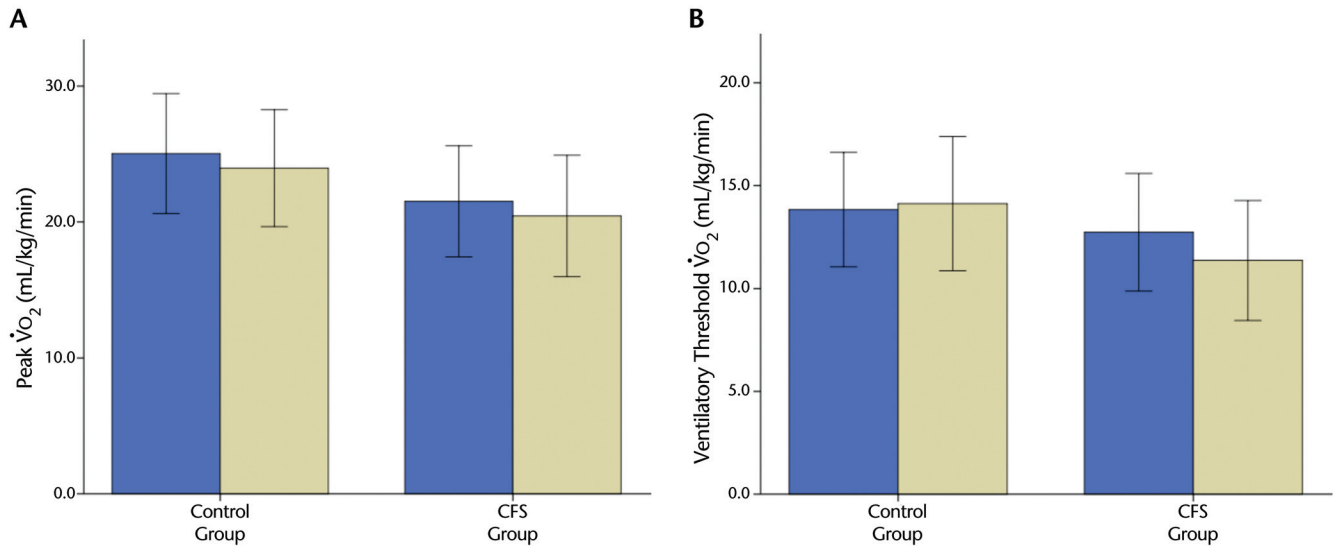 A
Peak V̇O₂ (mL/kg/min)
30.0
20.0
10.0
0.0
Control
Group
CFS
Group
B
Ventilatory Threshold V̇O₂ (mL/kg/min)
20.0
15.0
10.0
5.0
0.0
Control
Group
CFS
Group